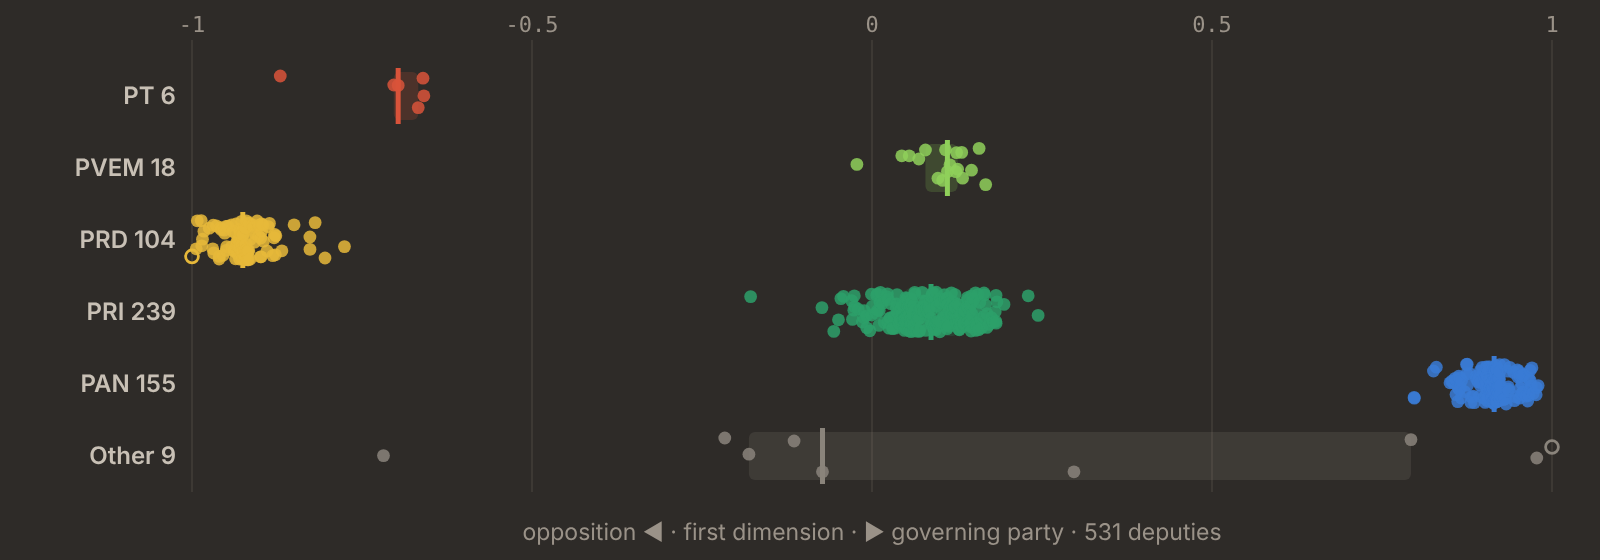 -1 -0.5 0 0.5 1
PT 6
PVEM 18
PRD 104
PRI 239
PAN 155
Other 9
opposition ◀ · first dimension · ▶ governing party · 531 deputies